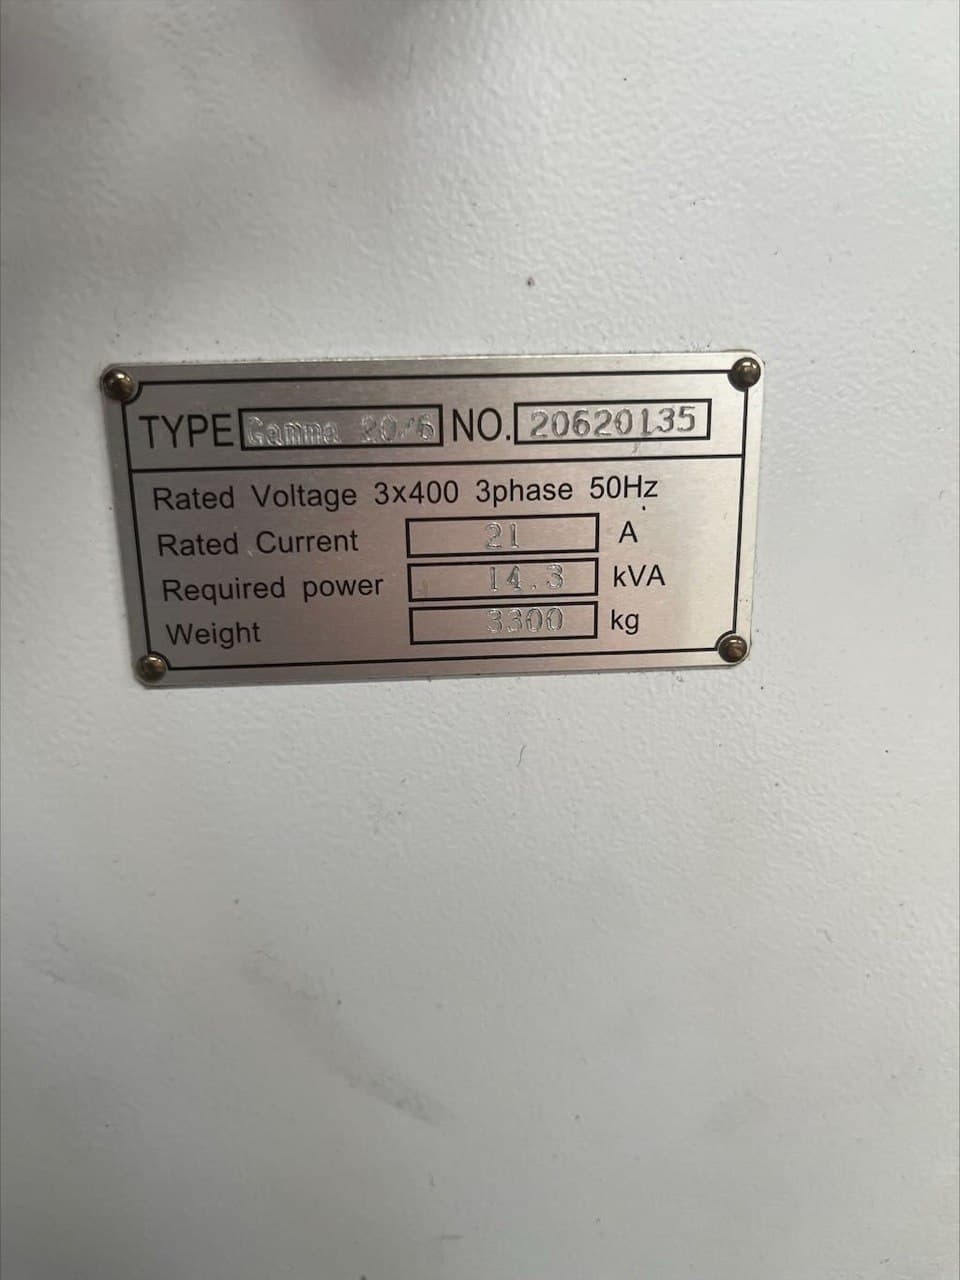 TYPE Gamma 20/6 NO. 20620135
Rated Voltage 3x400 3phase 50Hz
Rated Current 21 A
Required power 14.3 kVA
Weight 3300 kg